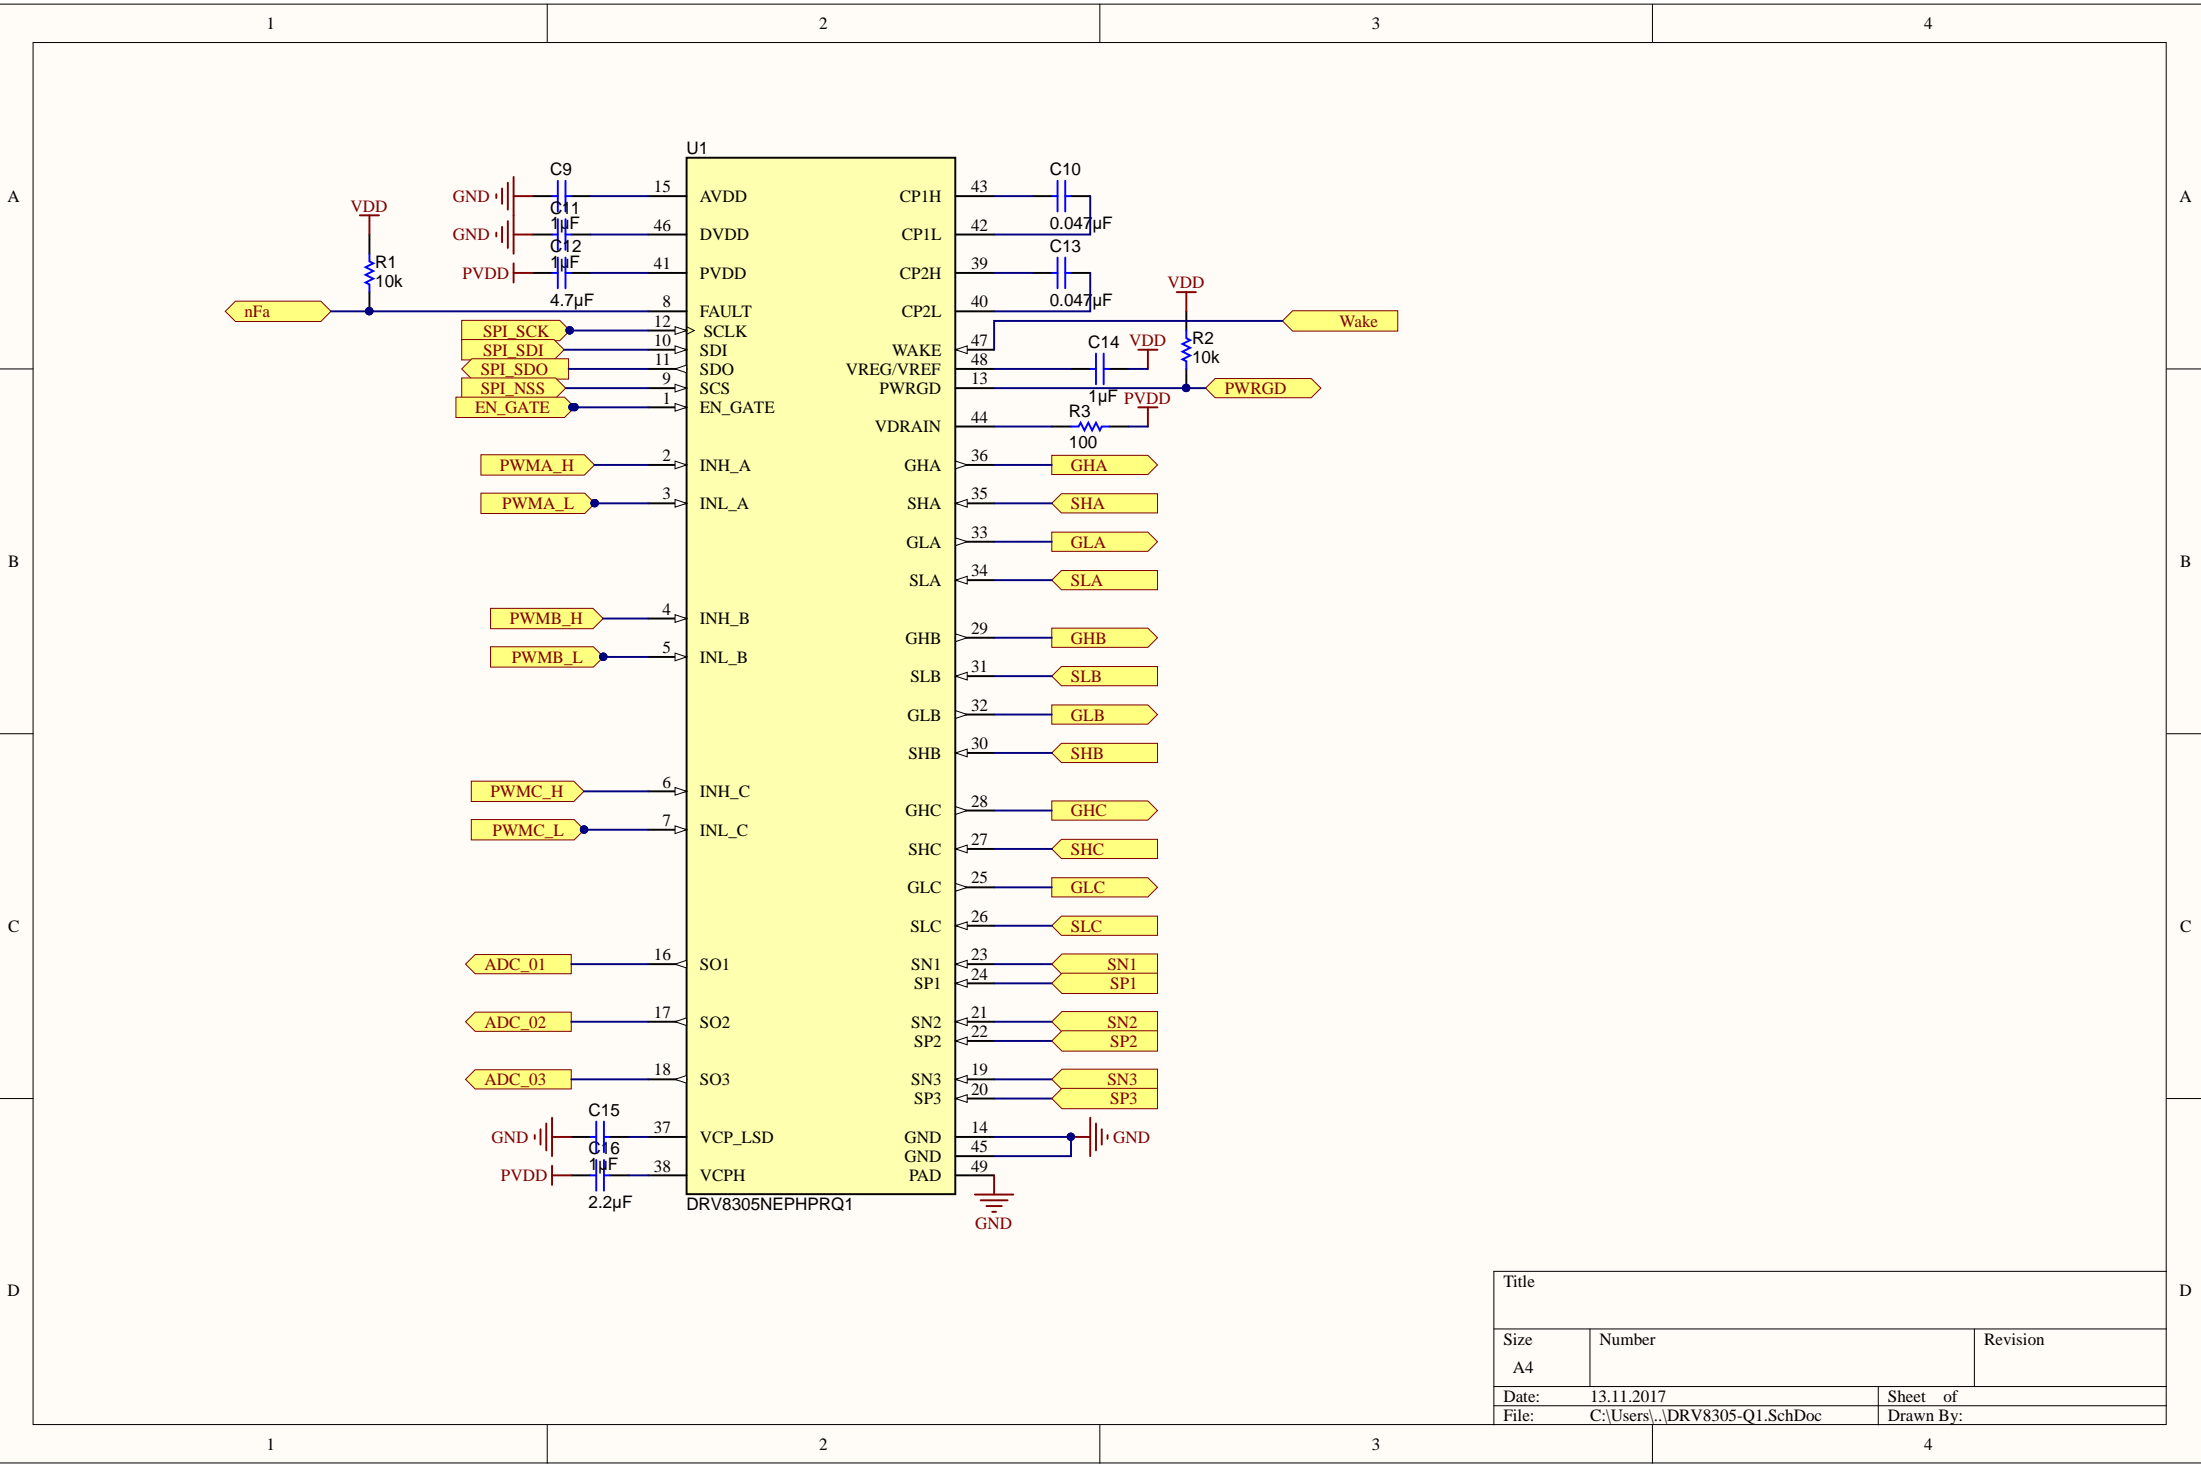 1 2 3 4
A A
B B
C C
D D
U1
C9
GND 15 AVDD
C11
1µF
GND 46 DVDD
C12
1µF
PVDD 41 PVDD
4.7µF
VDD
R1
10k
nFa 8 FAULT
SPI_SCK 12 SCLK
SPI_SDI 10 SDI
SPI_SDO 11 SDO
SPI_NSS 9 SCS
EN_GATE 1 EN_GATE
PWMA_H 2 INH_A
PWMA_L 3 INL_A
PWMB_H 4 INH_B
PWMB_L 5 INL_B
PWMC_H 6 INH_C
PWMC_L 7 INL_C
ADC_01 16 SO1
ADC_02 17 SO2
ADC_03 18 SO3
C15
GND 37 VCP_LSD
C16
1µF
PVDD 38 VCPH
2.2µF
DRV8305NEPHPRQ1
C10
CP1H 43
0.047µF
CP1L 42
C13
CP2H 39
0.047µF
CP2L 40
VDD
Wake
R2
10k
WAKE 47
C14 VDD
VREG/VREF 48
1µF
PWRGD 13 PWRGD
PVDD
R3
VDRAIN 44
100
GHA 36 GHA
SHA 35 SHA
GLA 33 GLA
SLA 34 SLA
GHB 29 GHB
SLB 31 SLB
GLB 32 GLB
SHB 30 SHB
GHC 28 GHC
SHC 27 SHC
GLC 25 GLC
SLC 26 SLC
SN1 23 SN1
SP1 24 SP1
SN2 21 SN2
SP2 22 SP2
SN3 19 SN3
SP3 20 SP3
GND 14 GND
GND 45
PAD 49
GND
Title
Size Number Revision
A4
Date: 13.11.2017 Sheet of
File: C:\Users\..\DRV8305-Q1.SchDoc Drawn By:
1 2 3 4